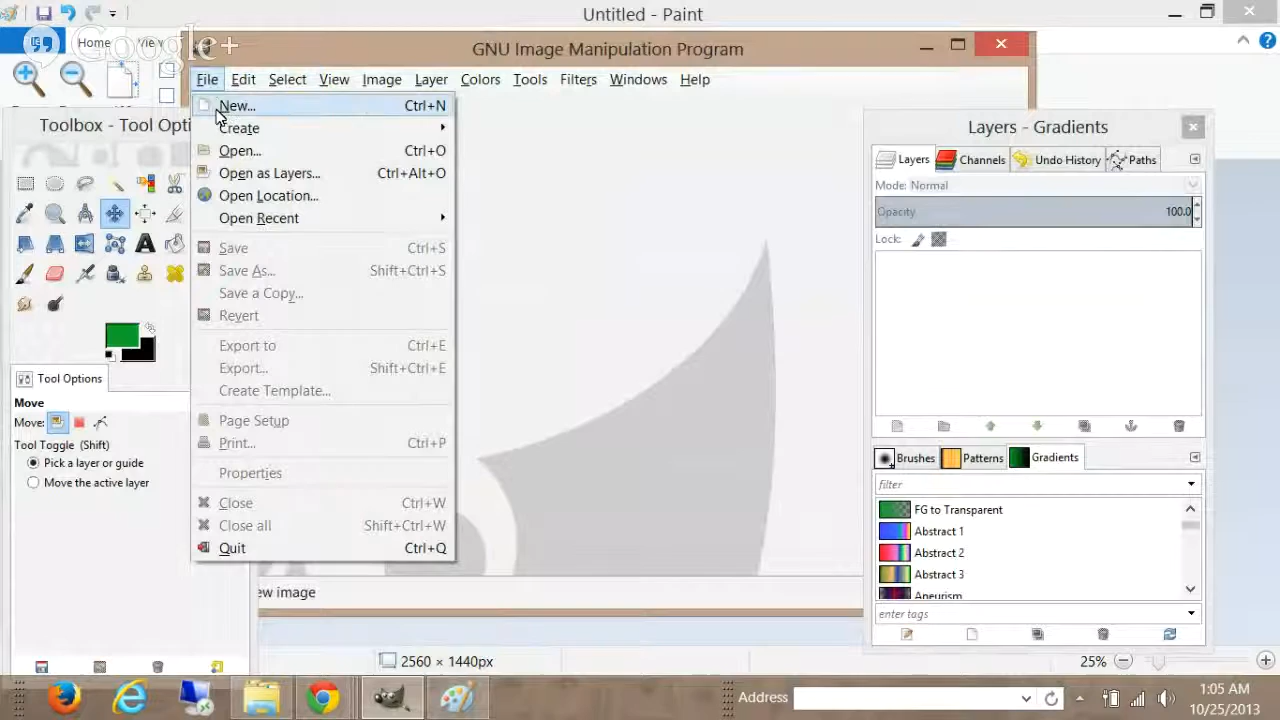 Untitled - Paint
Home
View
Google+
GNU Image Manipulation Program
File Edit Select View Image Layer Colors Tools Filters Windows Help
New... Ctrl+N
Create
Open... Ctrl+O
Open as Layers... Ctrl+Alt+O
Open Location...
Open Recent
Save Ctrl+S
Save As... Shift+Ctrl+S
Save a Copy...
Revert
Export to Ctrl+E
Export... Shift+Ctrl+E
Create Template...
Page Setup
Print... Ctrl+P
Properties
Close Ctrl+W
Close all Shift+Ctrl+W
Quit Ctrl+Q
Toolbox - Tool Opti
Tool Options
Move
Move:
Tool Toggle (Shift)
Pick a layer or guide
Move the active layer
ew image
Layers - Gradients
Layers Channels Undo History Paths
Mode: Normal
Opacity 100.0
Lock:
Brushes Patterns Gradients
filter
FG to Transparent
Abstract 1
Abstract 2
Abstract 3
Aneurism
enter tags
2560 × 1440px
25%
Address
1:05 AM
10/25/2013